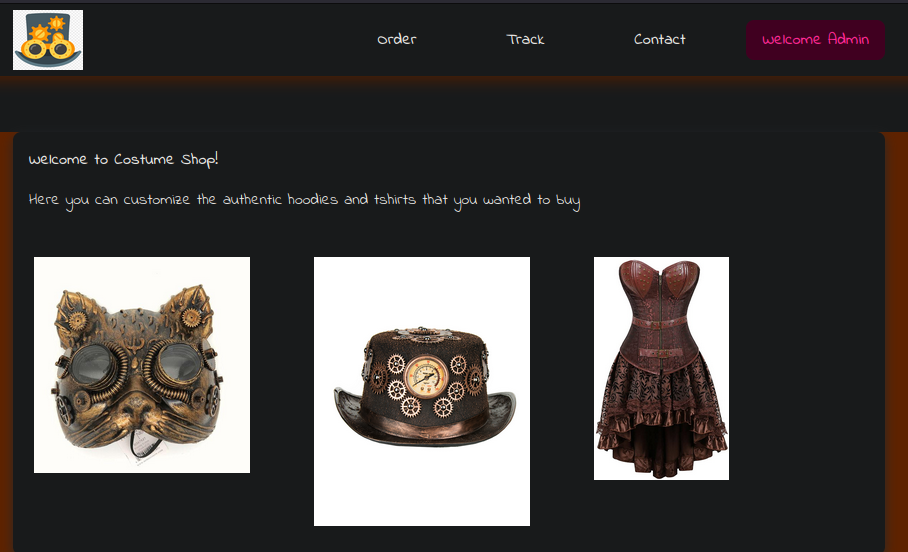 Order
Track
Contact
Welcome Admin
Welcome to Costume Shop!
Here you can customize the authentic hoodies and tshirts that you wanted to buy